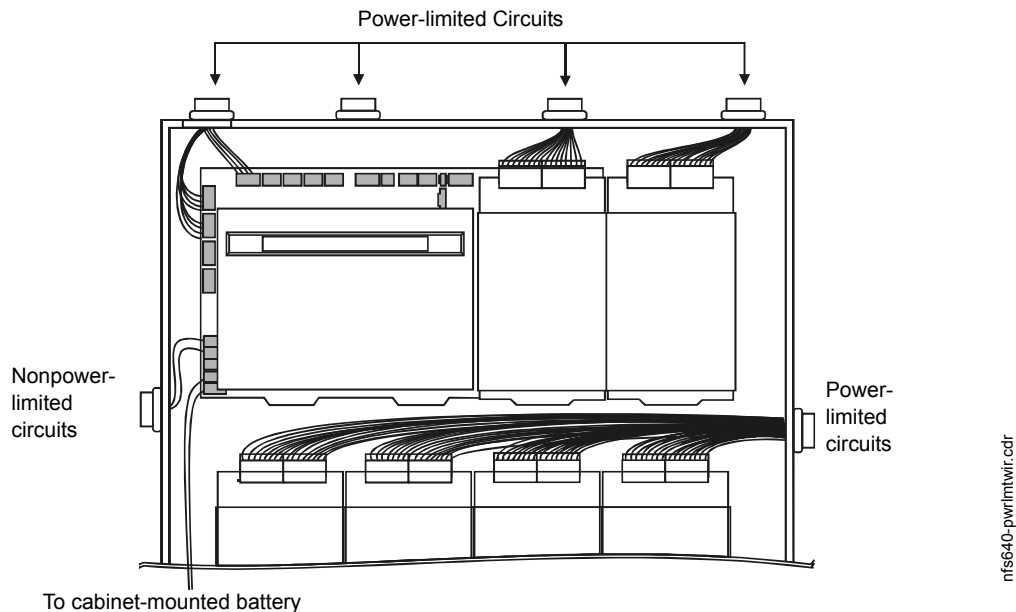 Power-limited Circuits
Nonpower-
limited
circuits
Power-
limited
circuits
To cabinet-mounted battery
nfs640-pwrlmtwir.cdr